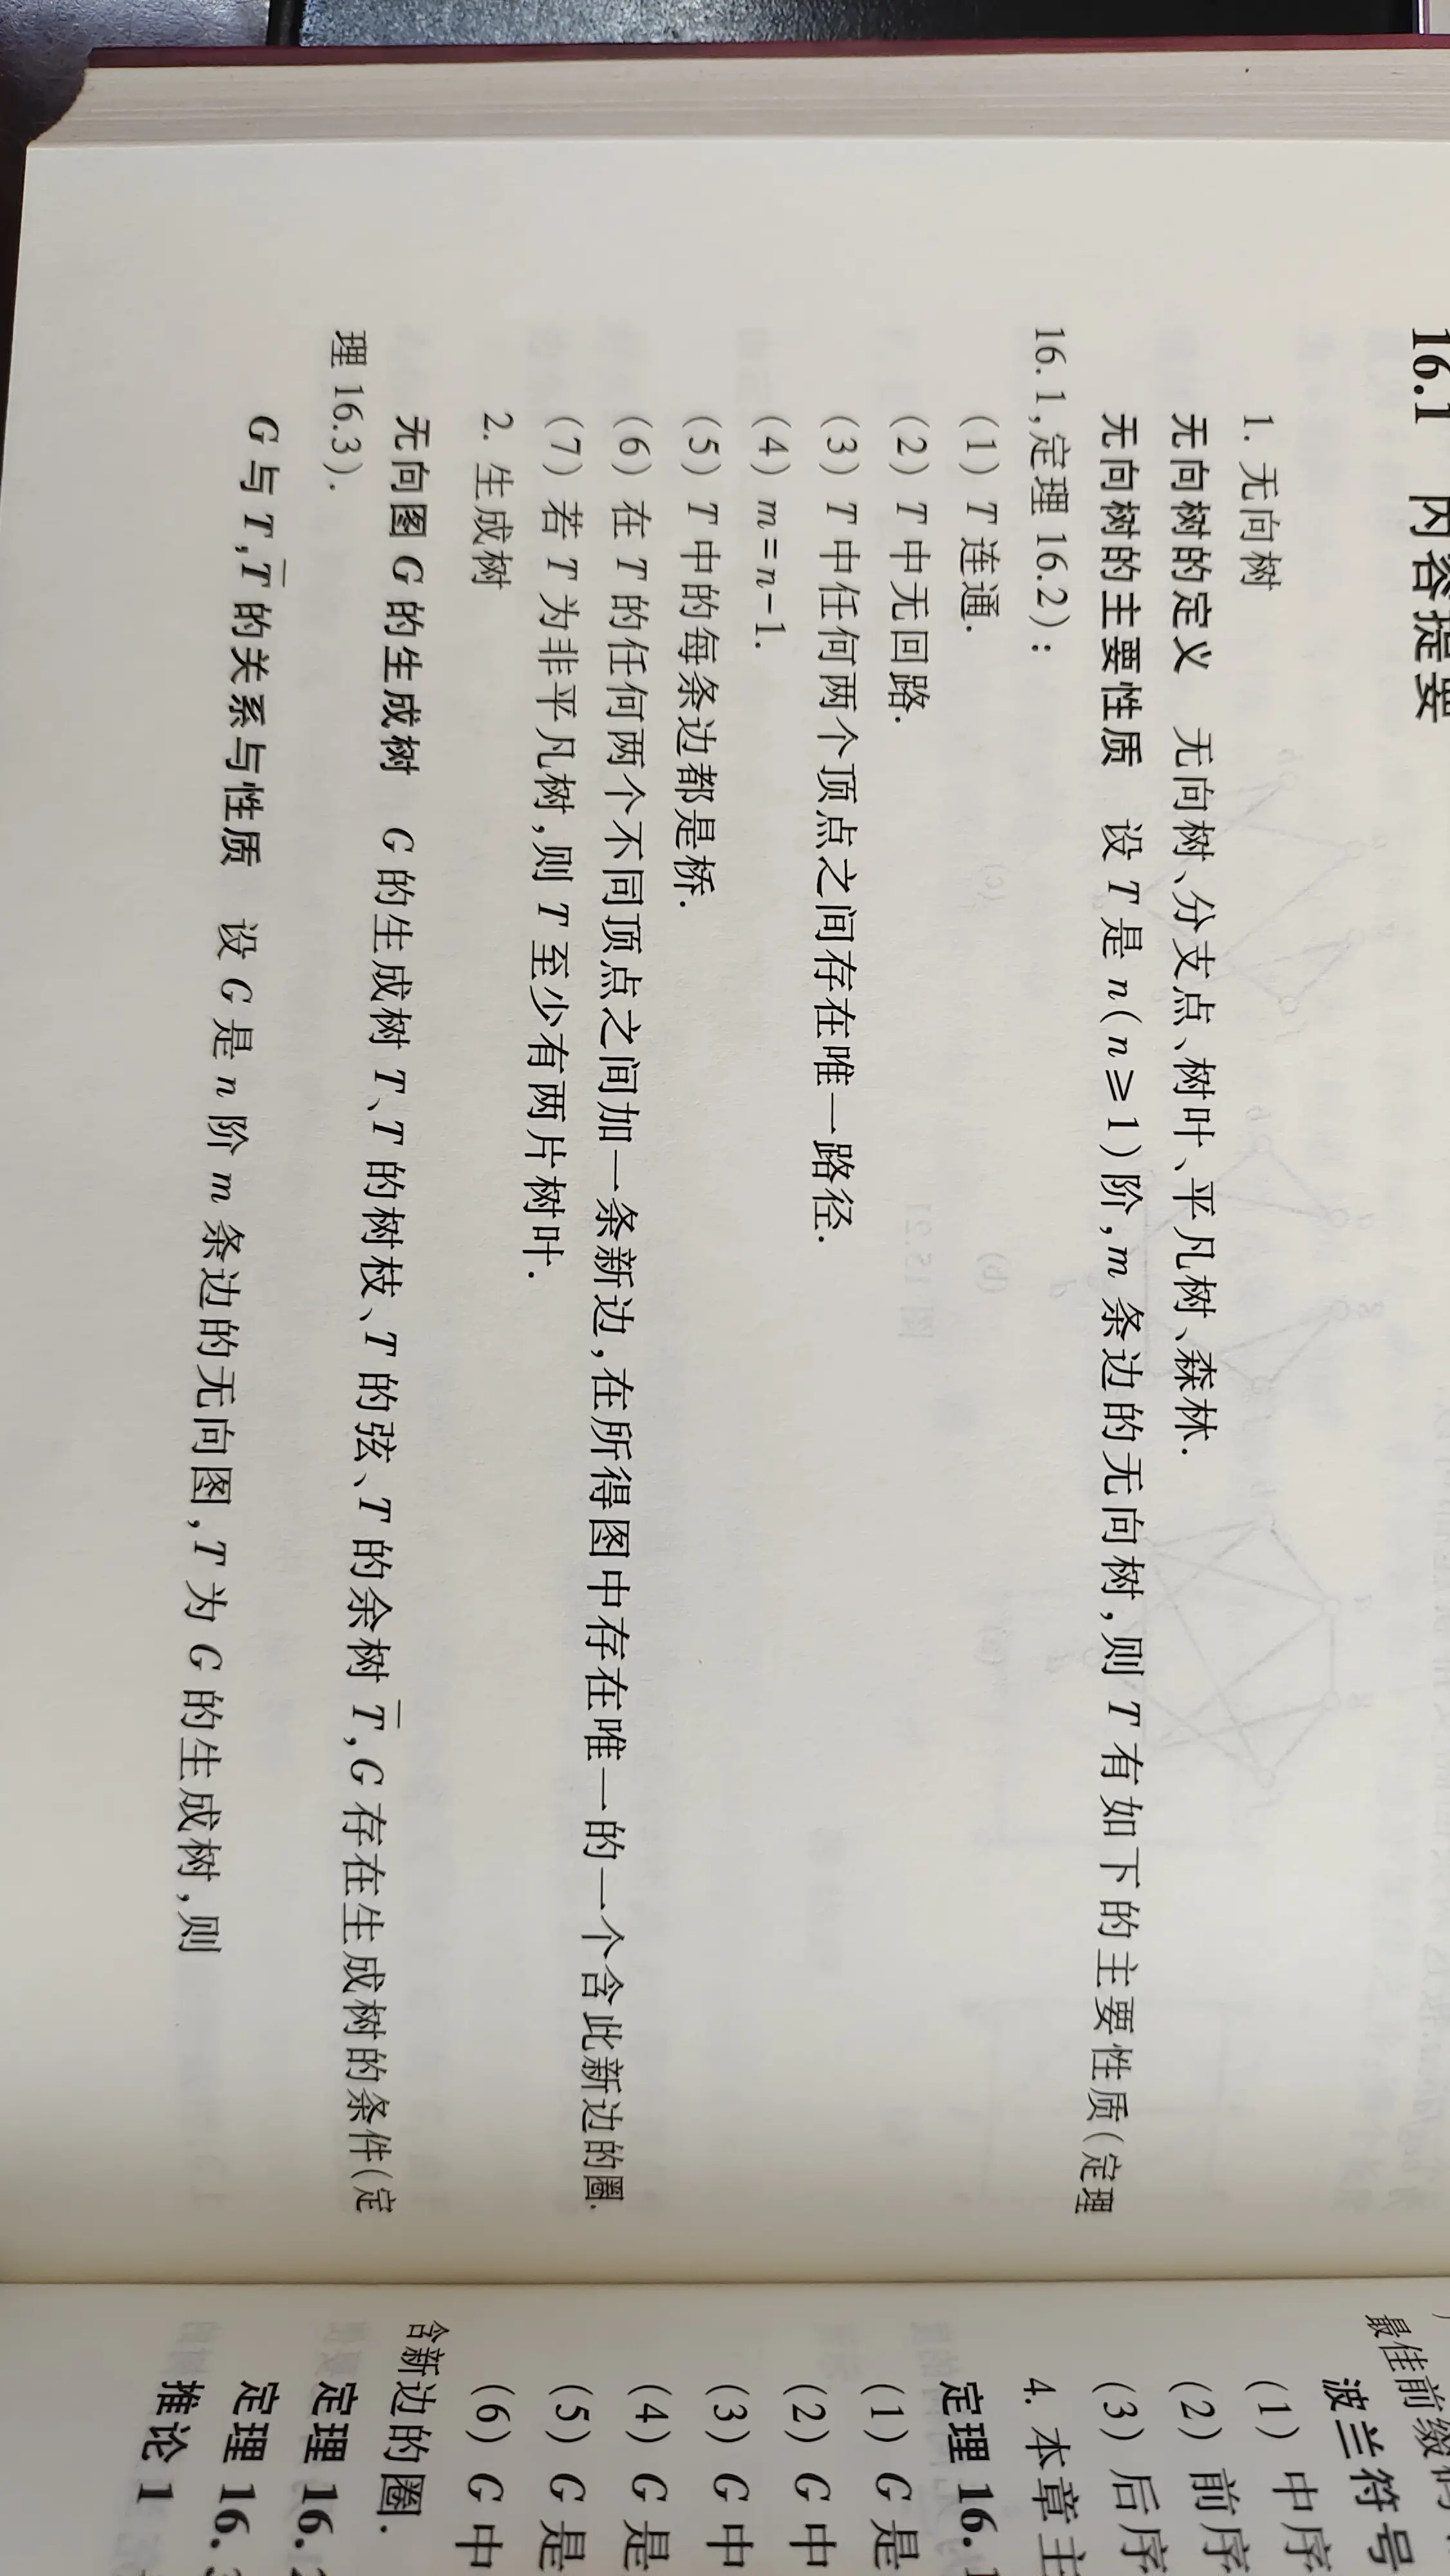 16.1 内容提要
1. 无向树
无向树的定义 无向树、分支点、树叶、平凡树、森林.
无向树的主要性质 设 T 是 n(n≥1)阶,m 条边的无向树,则 T 有如下的主要性质(定理
16.1,定理 16.2):
(1) T 连通.
(2) T 中无回路.
(3) T 中任何两个顶点之间存在唯一路径.
(4) m=n-1.
(5) T 中的每条边都是桥.
(6) 在 T 的任何两个不同顶点之间加一条新边,在所得图中存在唯一的一个含此新边的圈.
(7) 若 T 为非平凡树,则 T 至少有两片树叶.
2. 生成树
无向图 G 的生成树 G 的生成树 T、T 的树枝、T 的弦、T 的余树 T̅,G 存在生成树的条件(定
理 16.3).
G 与 T,T̅ 的关系与性质 设 G 是 n 阶 m 条边的无向图,T 为 G 的生成树,则
最佳前缀
波兰符号
(1) 中序
(2) 前序
(3) 后序
4. 本章主
定理 16.1
(1) G 是
(2) G 中
(3) G 中
(4) G 是
(5) G 是
(6) G 中
含新边的圈.
定理 16.2
定理 16.
推论 1